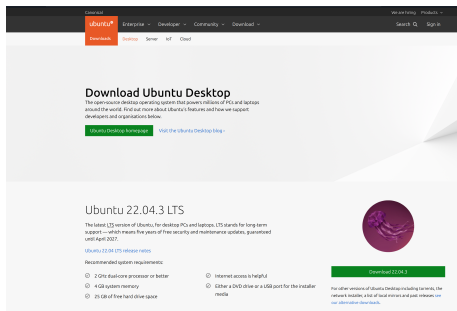 Canonical
We are hiring Products
ubuntu® Enterprise Developer Community Download Search Sign in
Downloads Desktop Server IoT Cloud
Download Ubuntu Desktop
The open-source desktop operating system that powers millions of PCs and laptops
around the world. Find out more about Ubuntu's features and how we support
developers and organisations below.
Ubuntu Desktop homepage Visit the Ubuntu Desktop blog ›
Ubuntu 22.04.3 LTS
The latest LTS version of Ubuntu, for desktop PCs and laptops. LTS stands for long-term
support — which means five years of free security and maintenance updates, guaranteed
until April 2027.
Ubuntu 22.04 LTS release notes
Recommended system requirements:
2 GHz dual-core processor or better
4 GB system memory
25 GB of free hard drive space
Internet access is helpful
Either a DVD drive or a USB port for the installer
media
Download 22.04.3
For other versions of Ubuntu Desktop including torrents, the
network installer, a list of local mirrors and past releases see
our alternative downloads.